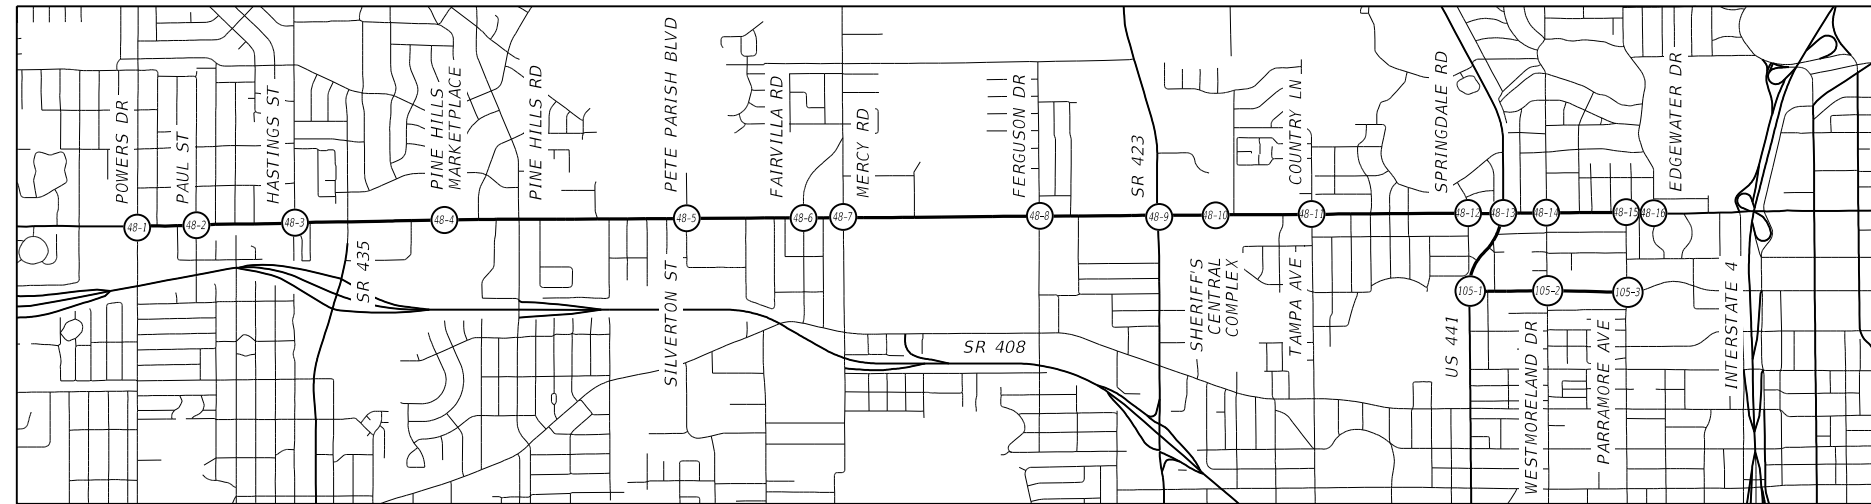 POWERS DR
PAUL ST
HASTINGS ST
PINE HILLS
MARKETPLACE
PINE HILLS RD
PETE PARISH BLVD
FAIRVILLA RD
MERCY RD
FERGUSON DR
SR 423
COUNTRY LN
SPRINGDALE RD
EDGEWATER DR
48-1
48-2
48-3
48-4
48-5
48-6
48-7
48-8
48-9
48-10
48-11
48-12
48-13
48-14
48-15
48-16
SR 435
SILVERTON ST
SR 408
SHERIFF'S
CENTRAL
COMPLEX
TAMPA AVE
105-1
105-2
105-3
US 441
WESTMORELAND DR
PARRAMORE AVE
INTERSTATE 4